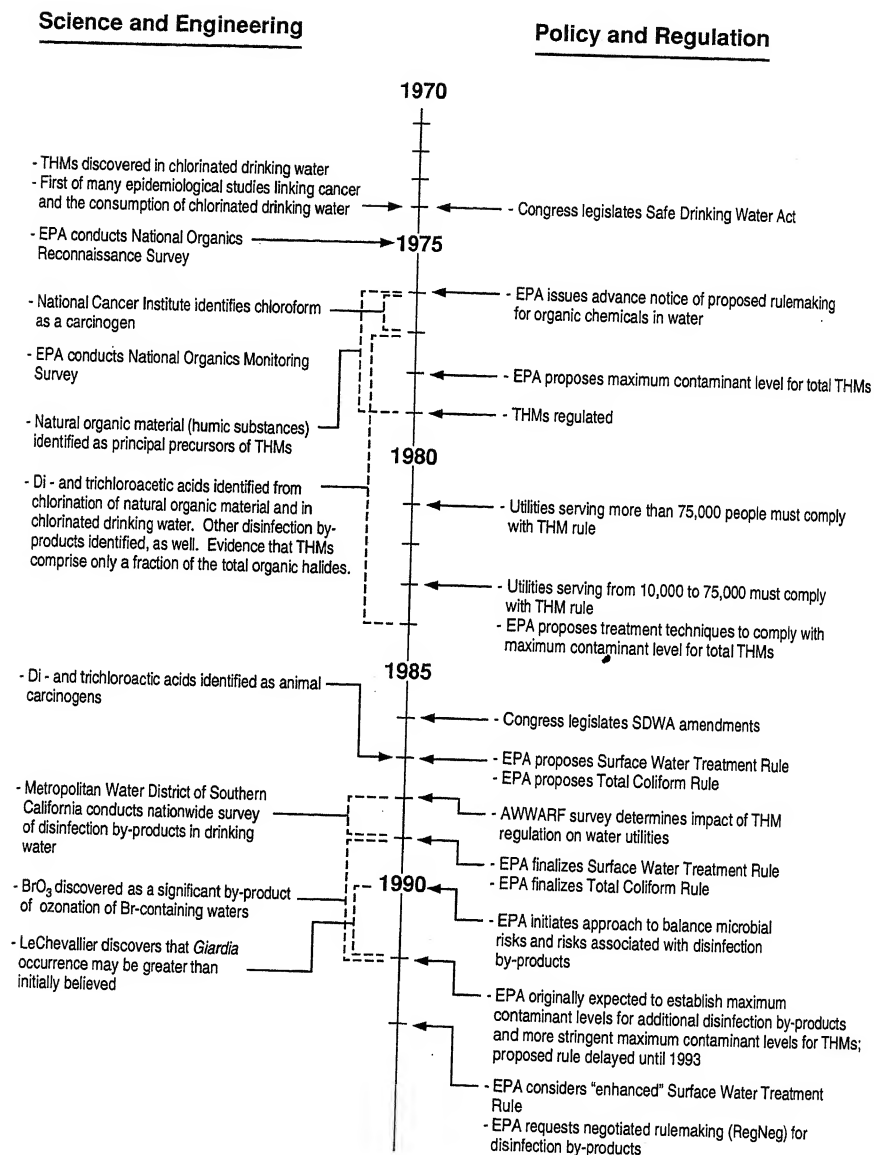 Science and Engineering
Policy and Regulation
1970
- THMs discovered in chlorinated drinking water
- First of many epidemiological studies linking cancer
and the consumption of chlorinated drinking water
- Congress legislates Safe Drinking Water Act
- EPA conducts National Organics
Reconnaissance Survey
1975
- National Cancer Institute identifies chloroform
as a carcinogen
- EPA issues advance notice of proposed rulemaking
for organic chemicals in water
- EPA conducts National Organics Monitoring
Survey
- EPA proposes maximum contaminant level for total THMs
- Natural organic material (humic substances)
identified as principal precursors of THMs
- THMs regulated
1980
- Di - and trichloroacetic acids identified from
chlorination of natural organic material and in
chlorinated drinking water. Other disinfection by-
products identified, as well. Evidence that THMs
comprise only a fraction of the total organic halides.
- Utilities serving more than 75,000 people must comply
with THM rule
- Utilities serving from 10,000 to 75,000 must comply
with THM rule
- EPA proposes treatment techniques to comply with
maximum contaminant level for total THMs
1985
- Di - and trichloroactic acids identified as animal
carcinogens
- Congress legislates SDWA amendments
- EPA proposes Surface Water Treatment Rule
- EPA proposes Total Coliform Rule
- Metropolitan Water District of Southern
California conducts nationwide survey
of disinfection by-products in drinking
water
- AWWARF survey determines impact of THM
regulation on water utilities
- EPA finalizes Surface Water Treatment Rule
- EPA finalizes Total Coliform Rule
1990
- BrO3 discovered as a significant by-product
of ozonation of Br-containing waters
- EPA initiates approach to balance microbial
risks and risks associated with disinfection
by-products
- LeChevallier discovers that Giardia
occurrence may be greater than
initially believed
- EPA originally expected to establish maximum
contaminant levels for additional disinfection by-products
and more stringent maximum contaminant levels for THMs;
proposed rule delayed until 1993
- EPA considers "enhanced" Surface Water Treatment
Rule
- EPA requests negotiated rulemaking (RegNeg) for
disinfection by-products